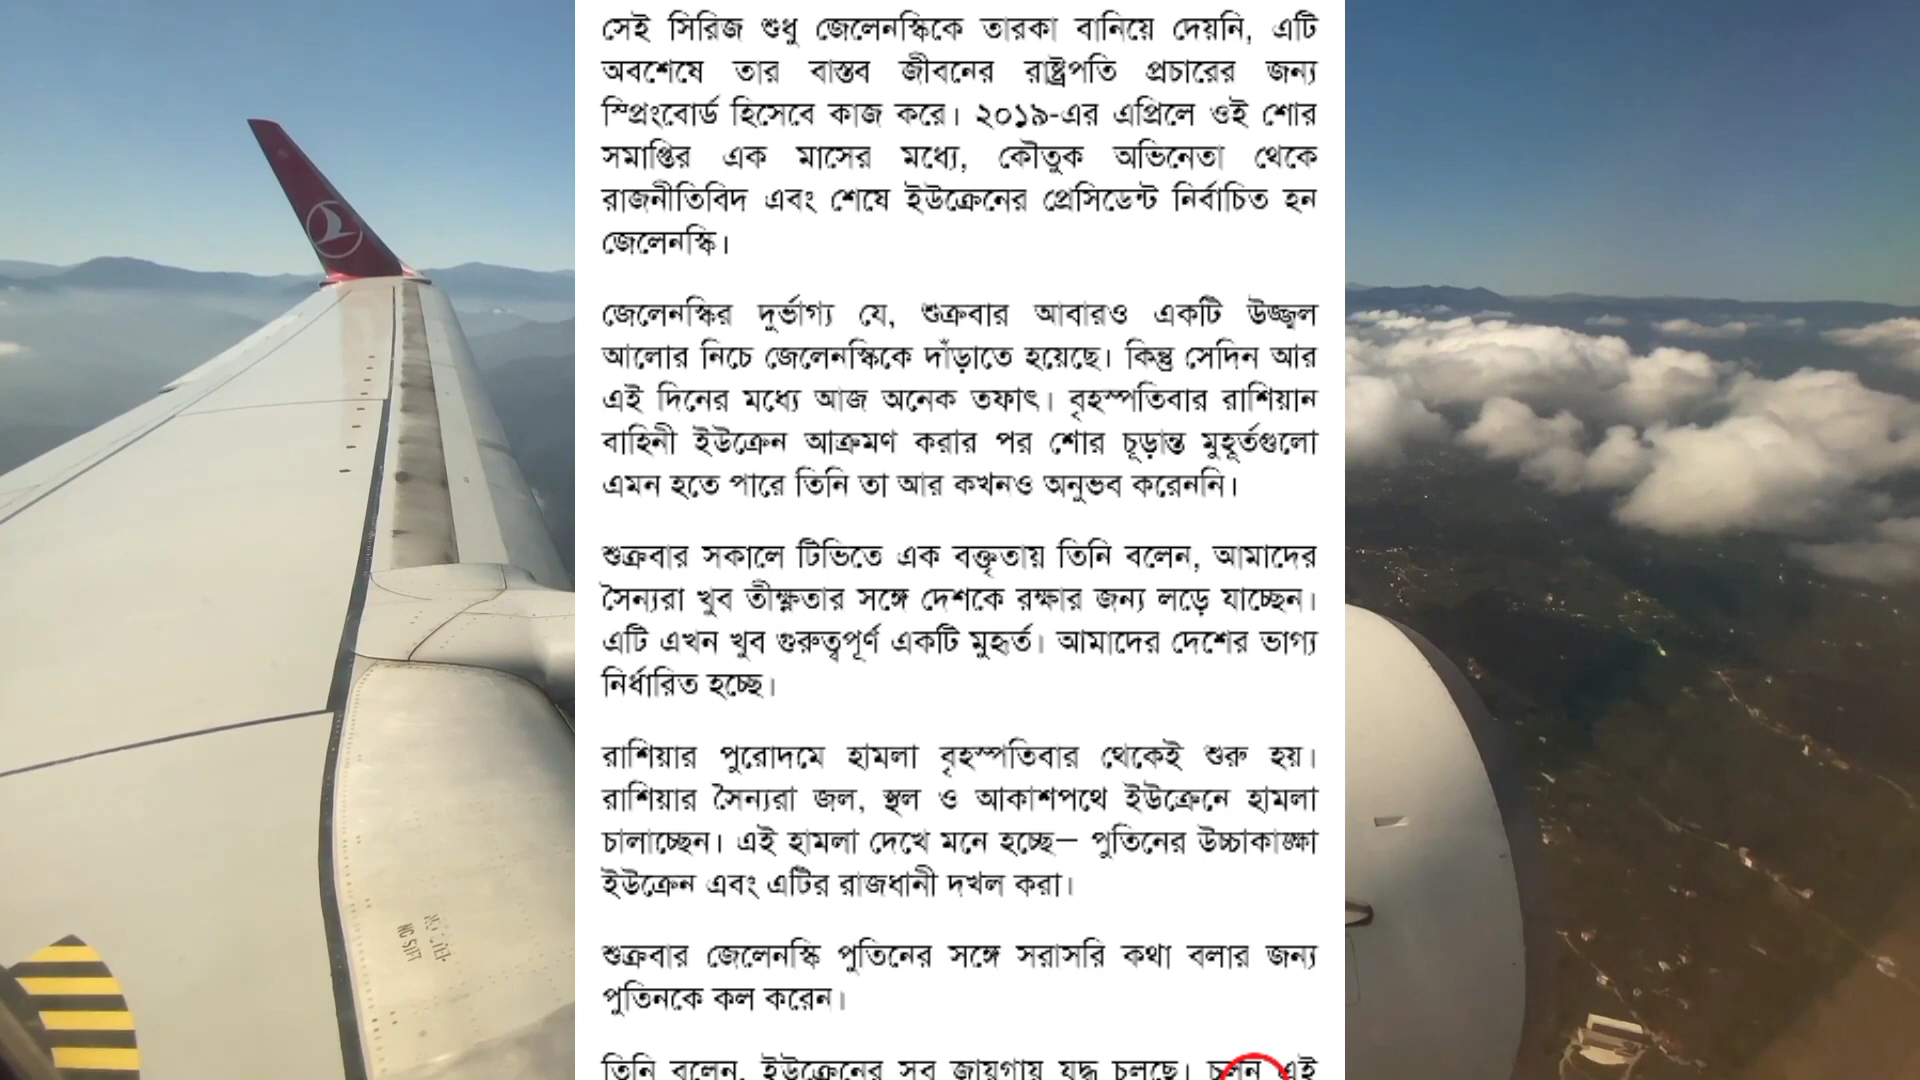 সেই সিরিজ শুধু জেলেনস্কিকে তারকা বানিয়ে দেয়নি, এটি
অবশেষে তার বাস্তব জীবনের রাষ্ট্রপতি প্রচারের জন্য
স্প্রিংবোর্ড হিসেবে কাজ করে। ২০১৯-এর এপ্রিলে ওই শোর
সমাপ্তির এক মাসের মধ্যে, কৌতুক অভিনেতা থেকে
রাজনীতিবিদ এবং শেষে ইউক্রেনের প্রেসিডেন্ট নির্বাচিত হন
জেলেনস্কি।
জেলেনস্কির দুর্ভাগ্য যে, শুক্রবার আবারও একটি উজ্জ্বল
আলোর নিচে জেলেনস্কিকে দাঁড়াতে হয়েছে। কিন্তু সেদিন আর
এই দিনের মধ্যে আজ অনেক তফাৎ। বৃহস্পতিবার রাশিয়ান
বাহিনী ইউক্রেন আক্রমণ করার পর শোর চূড়ান্ত মুহূর্তগুলো
এমন হতে পারে তিনি তা আর কখনও অনুভব করেননি।
শুক্রবার সকালে টিভিতে এক বক্তৃতায় তিনি বলেন, আমাদের
সৈন্যরা খুব তীক্ষ্ণতার সঙ্গে দেশকে রক্ষার জন্য লড়ে যাচ্ছেন।
এটি এখন খুব গুরুত্বপূর্ণ একটি মুহূর্ত। আমাদের দেশের ভাগ্য
নির্ধারিত হচ্ছে।
রাশিয়ার পুরোদমে হামলা বৃহস্পতিবার থেকেই শুরু হয়।
রাশিয়ার সৈন্যরা জল, স্থল ও আকাশপথে ইউক্রেনে হামলা
চালাচ্ছেন। এই হামলা দেখে মনে হচ্ছে— পুতিনের উচ্চাকাঙ্ক্ষা
ইউক্রেন এবং এটির রাজধানী দখল করা।
শুক্রবার জেলেনস্কি পুতিনের সঙ্গে সরাসরি কথা বলার জন্য
পুতিনকে কল করেন।
তিনি বলেন, ইউক্রেনের সব জায়গায় যুদ্ধ চলছে। চলুন এই